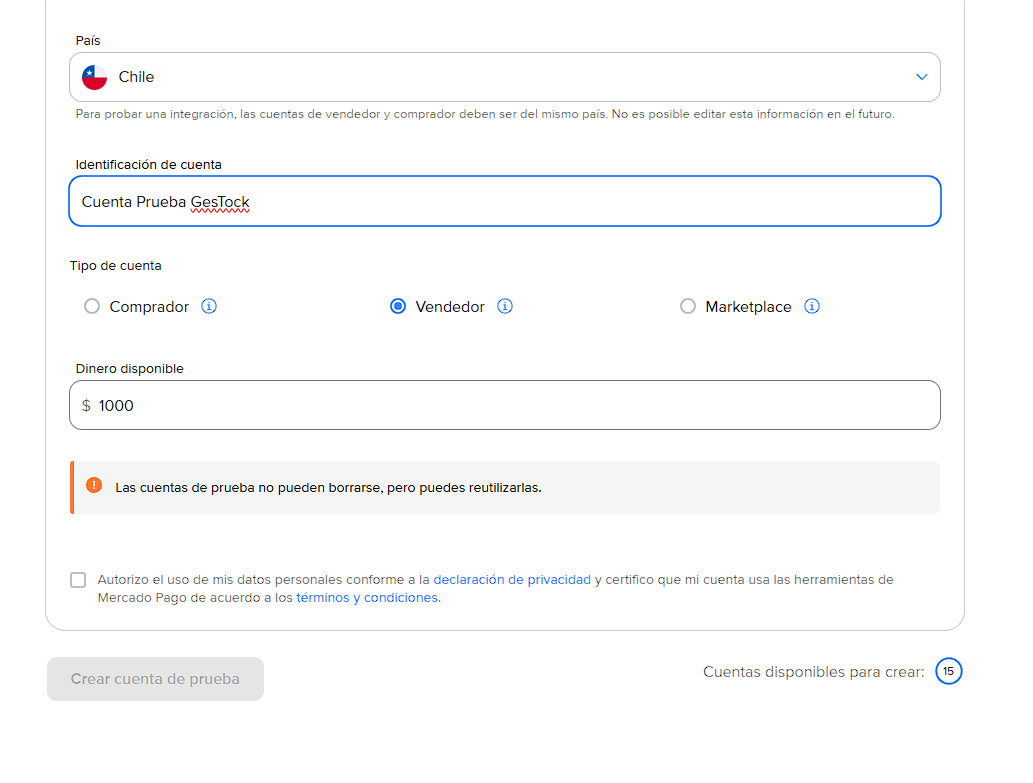 País
Chile
Para probar una integración, las cuentas de vendedor y comprador deben ser del mismo país. No es posible editar esta información en el futuro.
Identificación de cuenta
Cuenta Prueba GesTock
Tipo de cuenta
Comprador
Vendedor
Marketplace
Dinero disponible
$ 1000
Las cuentas de prueba no pueden borrarse, pero puedes reutilizarlas.
Autorizo el uso de mis datos personales conforme a la declaración de privacidad y certifico que mi cuenta usa las herramientas de
Mercado Pago de acuerdo a los términos y condiciones.
Crear cuenta de prueba
Cuentas disponibles para crear: 15